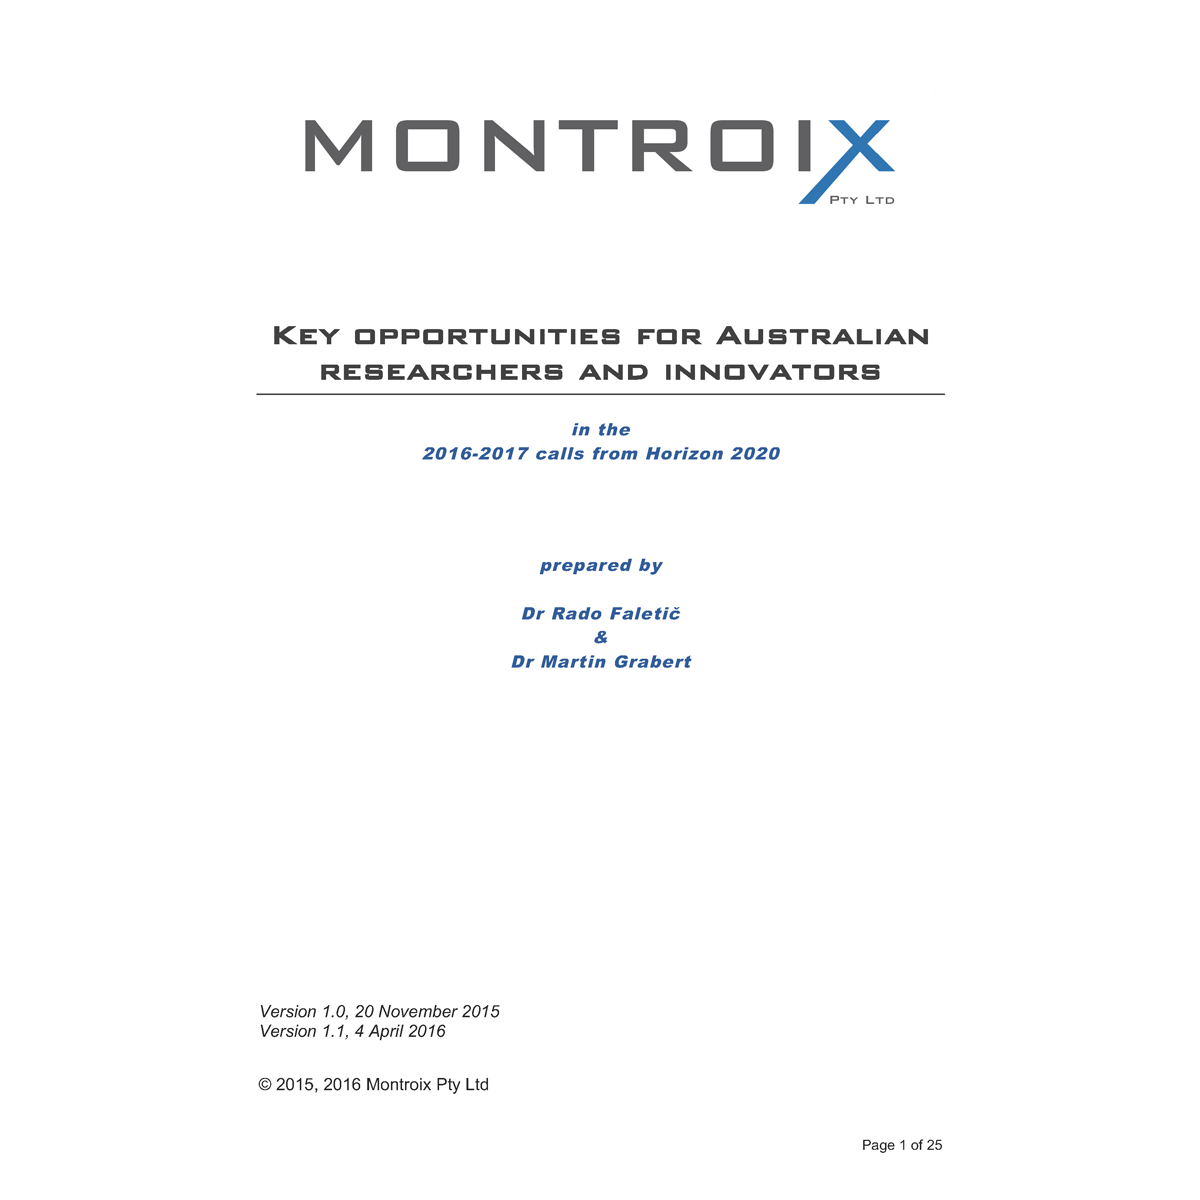 MONTROIX
PTY LTD
KEY OPPORTUNITIES FOR AUSTRALIAN
RESEARCHERS AND INNOVATORS
in the
2016-2017 calls from Horizon 2020
prepared by
Dr Rado Faletič
&
Dr Martin Grabert
Version 1.0, 20 November 2015
Version 1.1, 4 April 2016
© 2015, 2016 Montroix Pty Ltd
Page 1 of 25